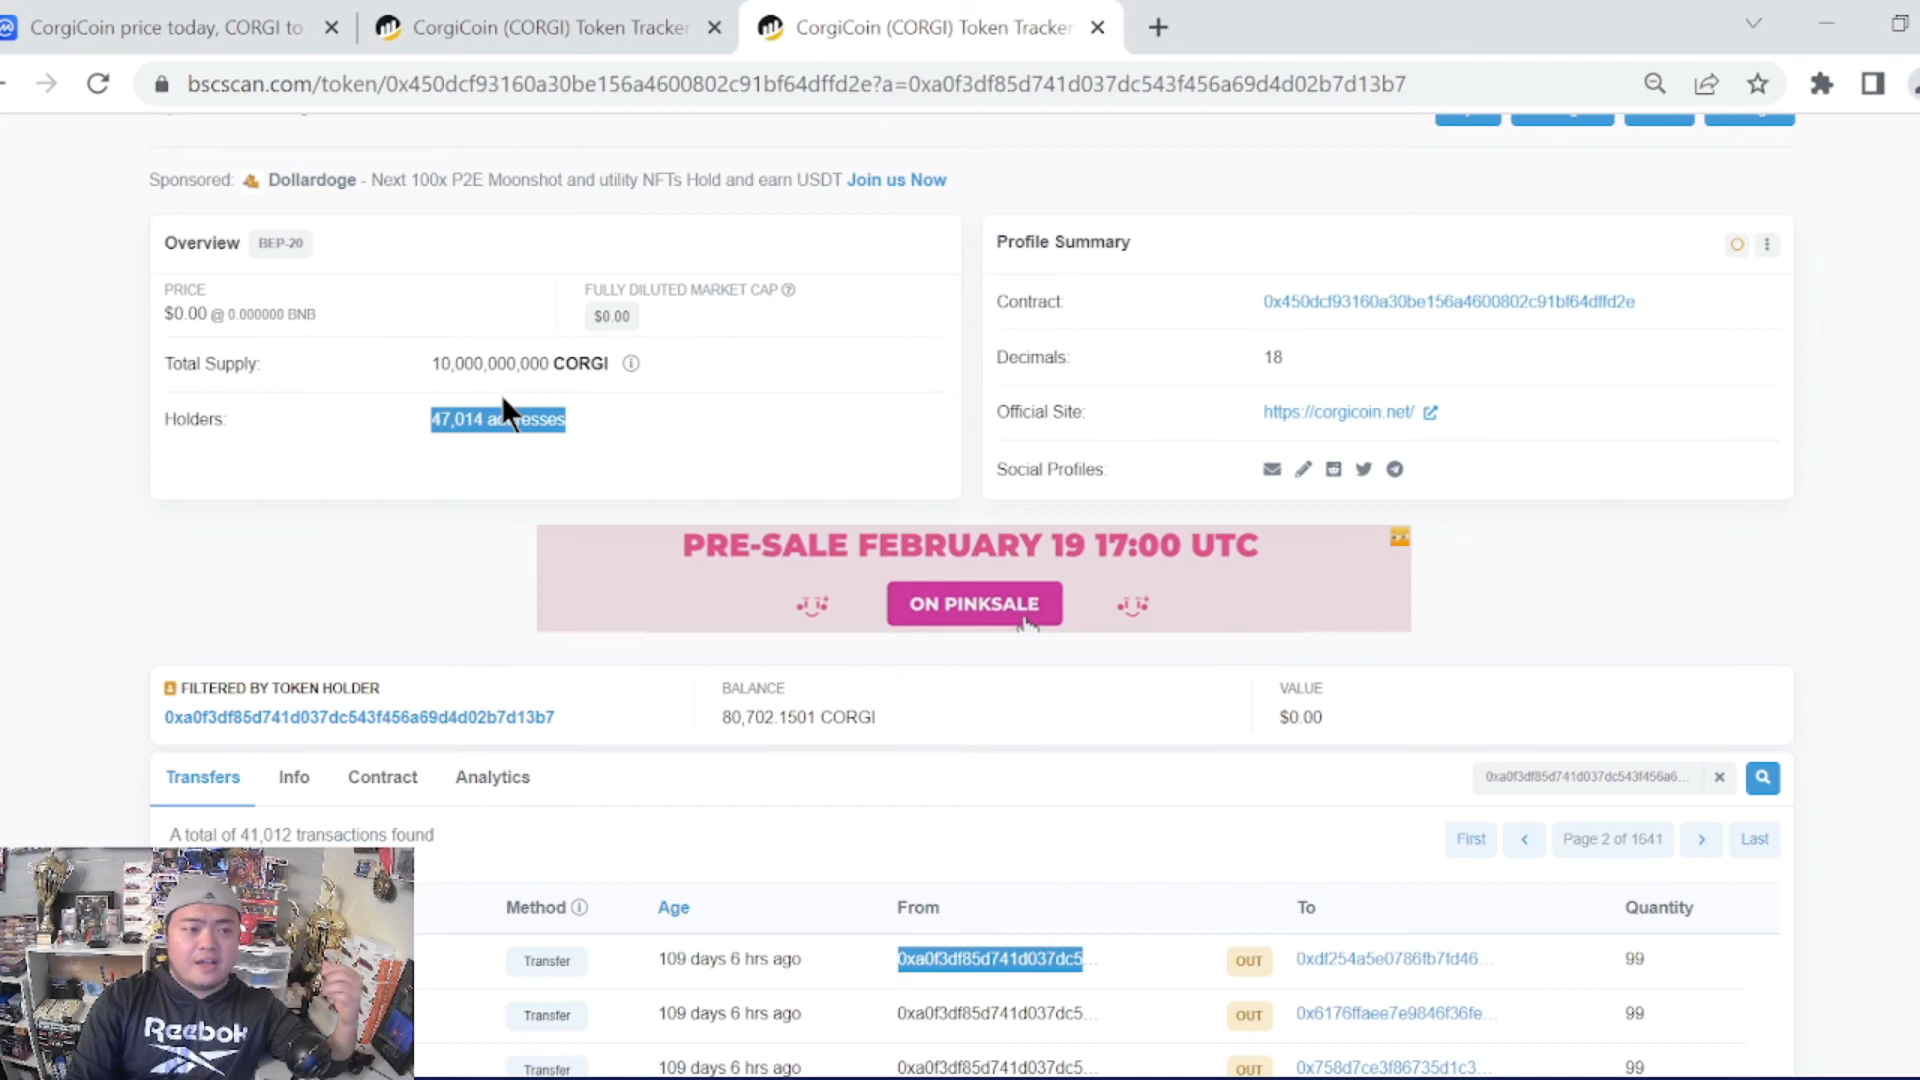 CorgiCoin price today, CORGI to
CorgiCoin (CORGI) Token Tracker
CorgiCoin (CORGI) Token Tracker
bscscan.com/token/0x450dcf93160a30be156a4600802c91bf64dffd2e?a=0xa0f3df85d741d037dc543f456a69d4d02b7d13b7
Sponsored: Dollardoge - Next 100x P2E Moonshot and utility NFTs Hold and earn USDT Join us Now
Overview BEP-20
PRICE
$0.00 @ 0.000000 BNB
FULLY DILUTED MARKET CAP
$0.00
Total Supply: 10,000,000,000 CORGI
Holders: 47,014 addresses
Profile Summary
Contract: 0x450dcf93160a30be156a4600802c91bf64dffd2e
Decimals: 18
Official Site: https://corgicoin.net/
Social Profiles:
PRE-SALE FEBRUARY 19 17:00 UTC
ON PINKSALE
FILTERED BY TOKEN HOLDER
0xa0f3df85d741d037dc543f456a69d4d02b7d13b7
BALANCE
80,702.1501 CORGI
VALUE
$0.00
Transfers Info Contract Analytics
0xa0f3df85d741d037dc543f456a6...
A total of 41,012 transactions found
First Page 2 of 1641 Last
Method Age From To Quantity
Transfer 109 days 6 hrs ago 0xa0f3df85d741d037dc5... OUT 0xdf254a5e0786fb7fd46... 99
Transfer 109 days 6 hrs ago 0xa0f3df85d741d037dc5... OUT 0x6176ffaee7e9846f36fe... 99
Transfer 109 days 6 hrs ago 0xa0f3df85d741d037dc5... OUT 0x758d7ce3f86735d1c3... 99
Reebok